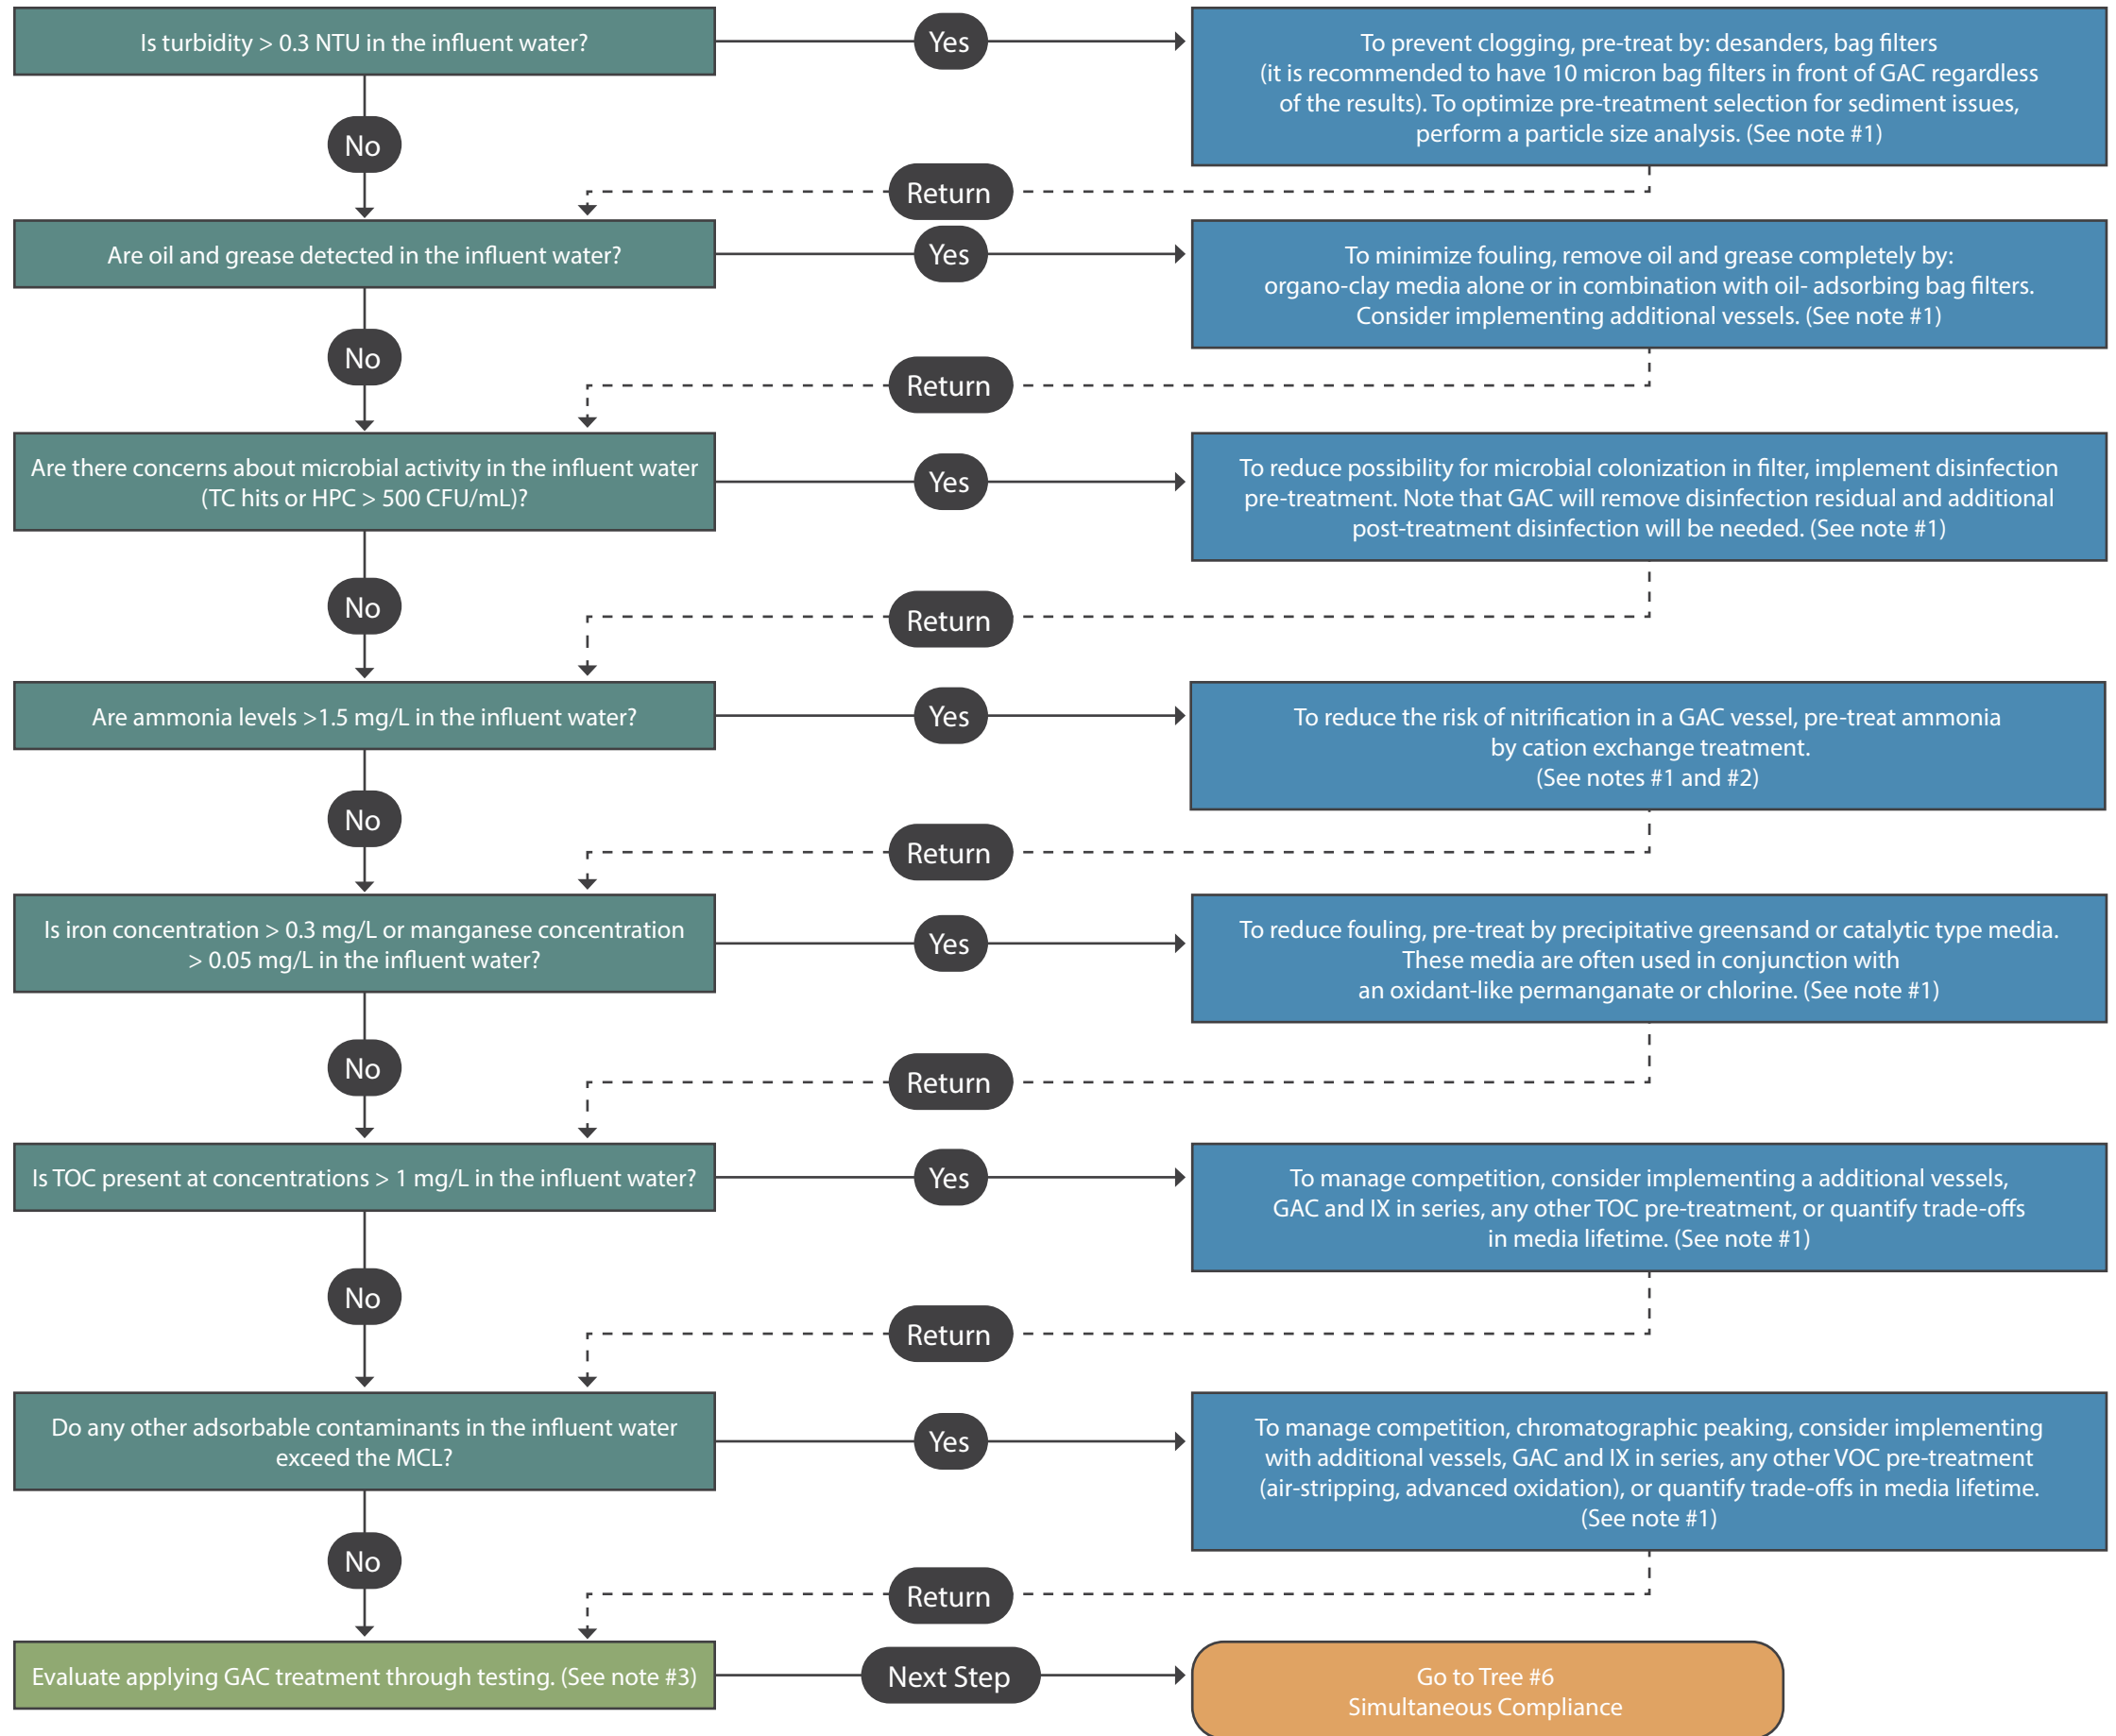 Is turbidity > 0.3 NTU in the influent water?
Yes
To prevent clogging, pre-treat by: desanders, bag filters
(it is recommended to have 10 micron bag filters in front of GAC regardless
of the results). To optimize pre-treatment selection for sediment issues,
perform a particle size analysis. (See note #1)
No
Return
Are oil and grease detected in the influent water?
Yes
To minimize fouling, remove oil and grease completely by:
organo-clay media alone or in combination with oil- adsorbing bag filters.
Consider implementing additional vessels. (See note #1)
No
Return
Are there concerns about microbial activity in the influent water
(TC hits or HPC > 500 CFU/mL)?
Yes
To reduce possibility for microbial colonization in filter, implement disinfection
pre-treatment. Note that GAC will remove disinfection residual and additional
post-treatment disinfection will be needed. (See note #1)
No
Return
Are ammonia levels >1.5 mg/L in the influent water?
Yes
To reduce the risk of nitrification in a GAC vessel, pre-treat ammonia
by cation exchange treatment.
(See notes #1 and #2)
No
Return
Is iron concentration > 0.3 mg/L or manganese concentration
> 0.05 mg/L in the influent water?
Yes
To reduce fouling, pre-treat by precipitative greensand or catalytic type media.
These media are often used in conjunction with
an oxidant-like permanganate or chlorine. (See note #1)
No
Return
Is TOC present at concentrations > 1 mg/L in the influent water?
Yes
To manage competition, consider implementing a additional vessels,
GAC and IX in series, any other TOC pre-treatment, or quantify trade-offs
in media lifetime. (See note #1)
No
Return
Do any other adsorbable contaminants in the influent water
exceed the MCL?
Yes
To manage competition, chromatographic peaking, consider implementing
with additional vessels, GAC and IX in series, any other VOC pre-treatment
(air-stripping, advanced oxidation), or quantify trade-offs in media lifetime.
(See note #1)
No
Return
Evaluate applying GAC treatment through testing. (See note #3)
Next Step
Go to Tree #6
Simultaneous Compliance